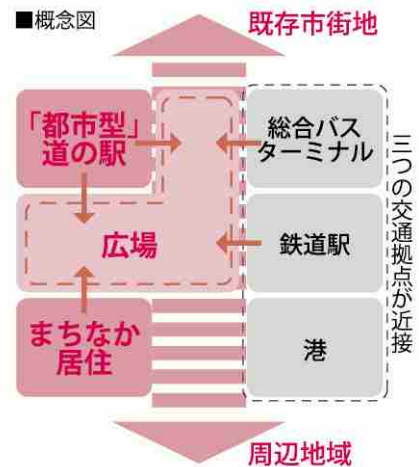 ■概念図
既存市街地
「都市型」
道の駅
総合バス
ターミナル
広場
鉄道駅
まちなか
居住
港
三つの交通拠点が近接
周辺地域